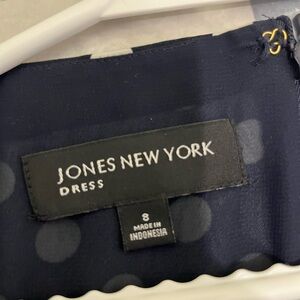 JONES NEW YORK
DRESS
8
MADE IN
INDONESIA